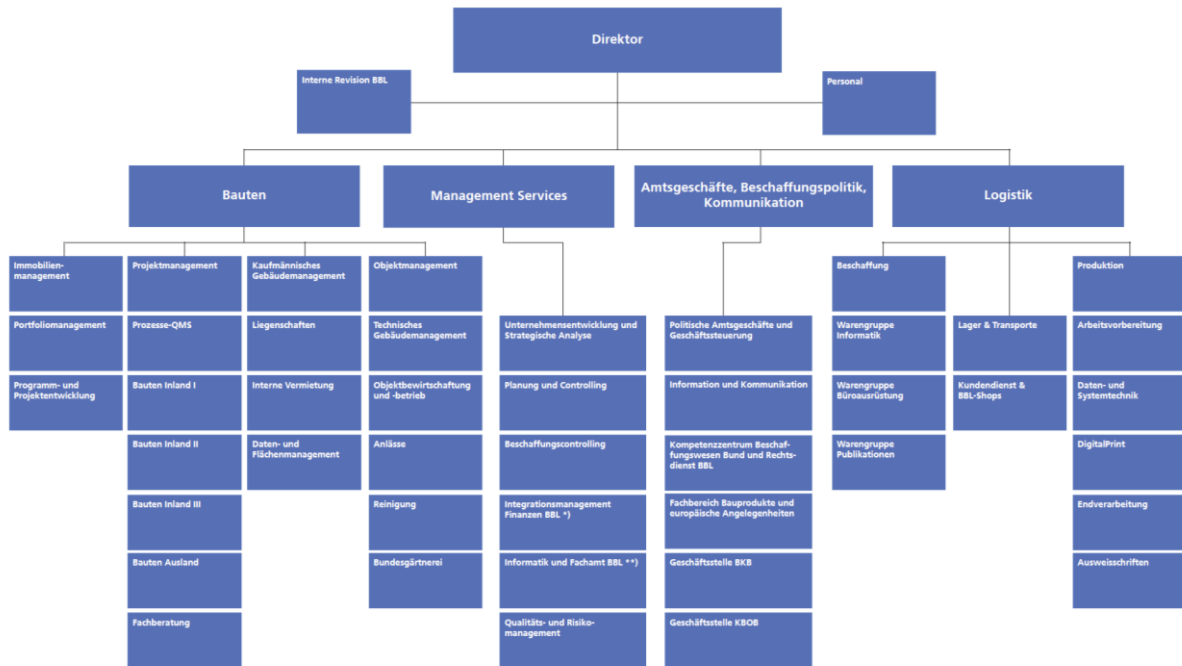 Direktor
Interne Revision BBL
Personal
Bauten
Management Services
Amtsgeschäfte, Beschaffungspolitik,
Kommunikation
Logistik
Immobilien-
management
Portfoliomanagement
Programm- und
Projektentwicklung
Projektmanagement
Prozesse-QMS
Bauten Inland I
Bauten Inland II
Bauten Inland III
Bauten Ausland
Fachberatung
Kaufmännisches
Gebäudemanagement
Liegenschaften
Interne Vermietung
Daten- und
Flächenmanagement
Objektmanagement
Technisches
Gebäudemanagement
Objektbewirtschaftung
und -betrieb
Anlässe
Reinigung
Bundesgärtnerei
Unternehmensentwicklung und
Strategische Analyse
Planung und Controlling
Beschaffungscontrolling
Integrationsmanagement
Finanzen BBL *)
Informatik und Fachamt BBL **)
Qualitäts- und Risiko-
management
Politische Amtsgeschäfte und
Geschäftssteuerung
Information und Kommunikation
Kompetenzzentrum Beschaf-
fungswesen Bund und Rechts-
dienst BBL
Fachbereich Bauprodukte und
europäische Angelegenheiten
Geschäftsstelle BKB
Geschäftsstelle KBOB
Beschaffung
Warengruppe
Informatik
Warengruppe
Büroausrüstung
Warengruppe
Publikationen
Lager & Transporte
Kundendienst &
BBL-Shops
Produktion
Arbeitsvorbereitung
Daten- und
Systemtechnik
DigitalPrint
Endverarbeitung
Ausweisschriften